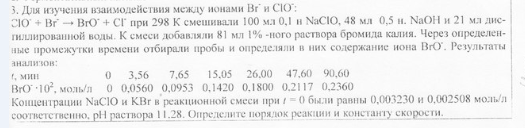 3. Для изучения взаимодействия между ионами Br⁻ и ClO⁻:
ClO⁻ + Br⁻ → BrO⁻ + Cl⁻ при 298 К смешивали 100 мл 0,1 н NaClO, 48 мл 0,5 н. NaOH и 21 мл дис-
тиллированной воды. К смеси добавляли 81 мл 1% -ного раствора бромида калия. Через определен-
ные промежутки времени отбирали пробы и определяли в них содержание иона BrO⁻. Результаты
анализов:
t, мин 0 3,56 7,65 15,05 26,00 47,60 90,60
BrO⁻·10², моль/л 0 0,0560 0,0953 0,1420 0,1800 0.2117 0,2360
Концентрации NaClO и KBr в реакционной смеси при t = 0 были равны 0,003230 и 0,002508 моль/л
соответственно, pH раствора 11.28. Определите порядок реакции и константу скорости.